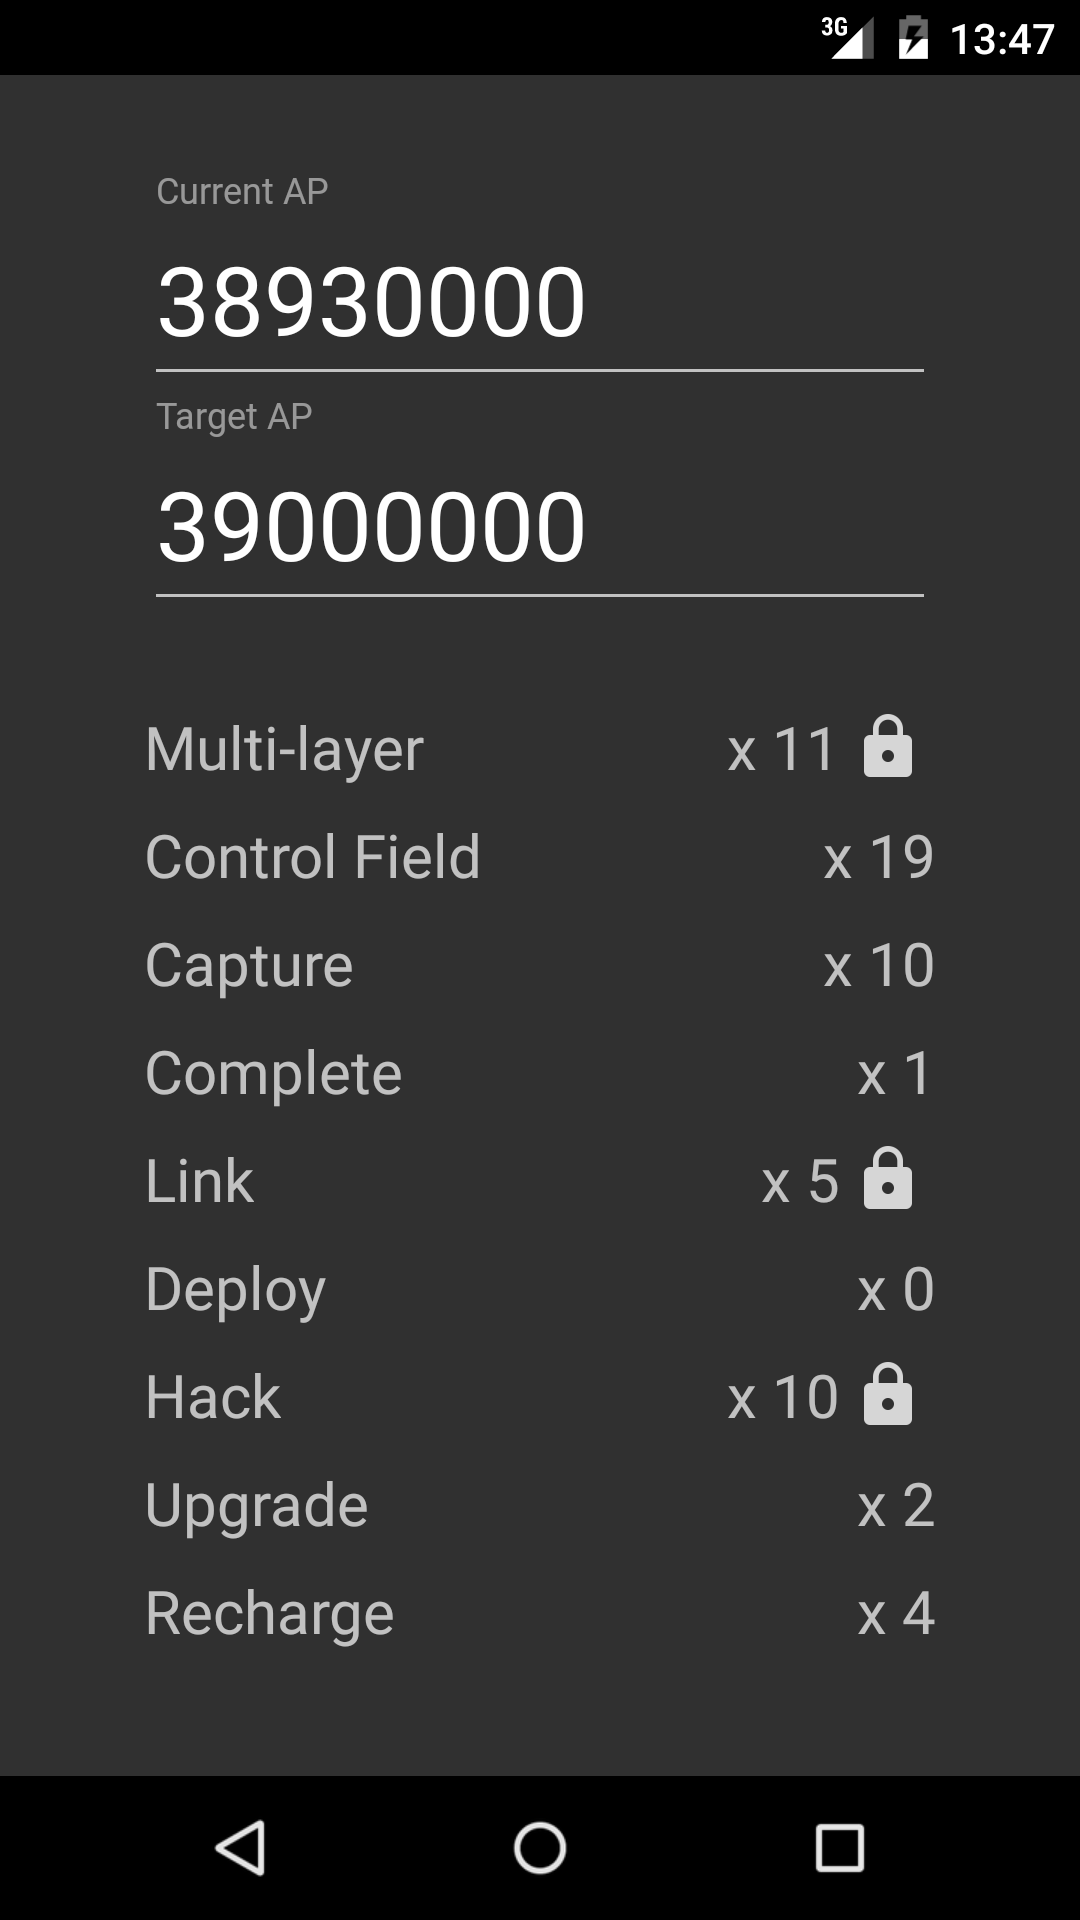 3G 13:47
Current AP
38930000
Target AP
39000000
Multi-layer x 11
Control Field x 19
Capture x 10
Complete x 1
Link x 5
Deploy x 0
Hack x 10
Upgrade x 2
Recharge x 4